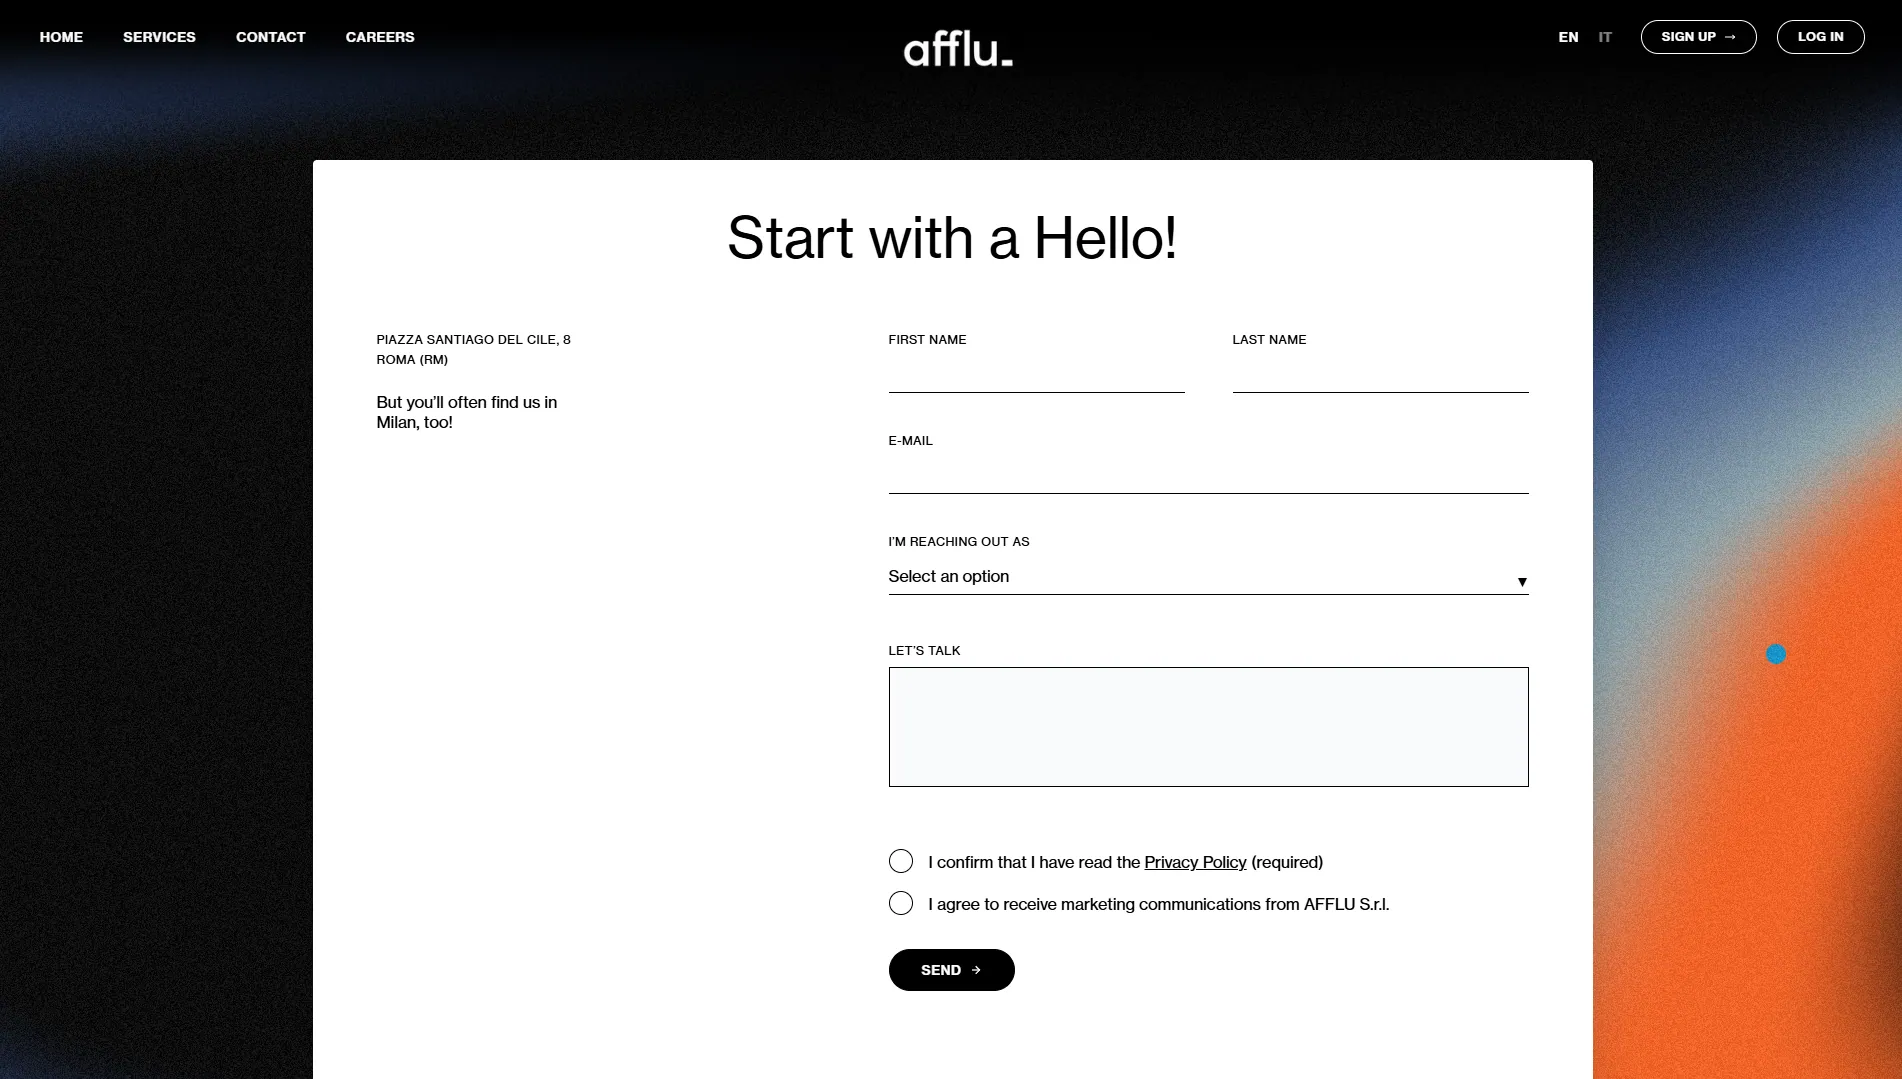 HOME SERVICES CONTACT CAREERS
afflu_
EN IT SIGN UP → LOG IN
Start with a Hello!
PIAZZA SANTIAGO DEL CILE, 8
ROMA (RM)
But you’ll often find us in
Milan, too!
FIRST NAME LAST NAME
E-MAIL
I’M REACHING OUT AS
Select an option ▼
LET’S TALK
I confirm that I have read the Privacy Policy (required)
I agree to receive marketing communications from AFFLU S.r.l.
SEND →